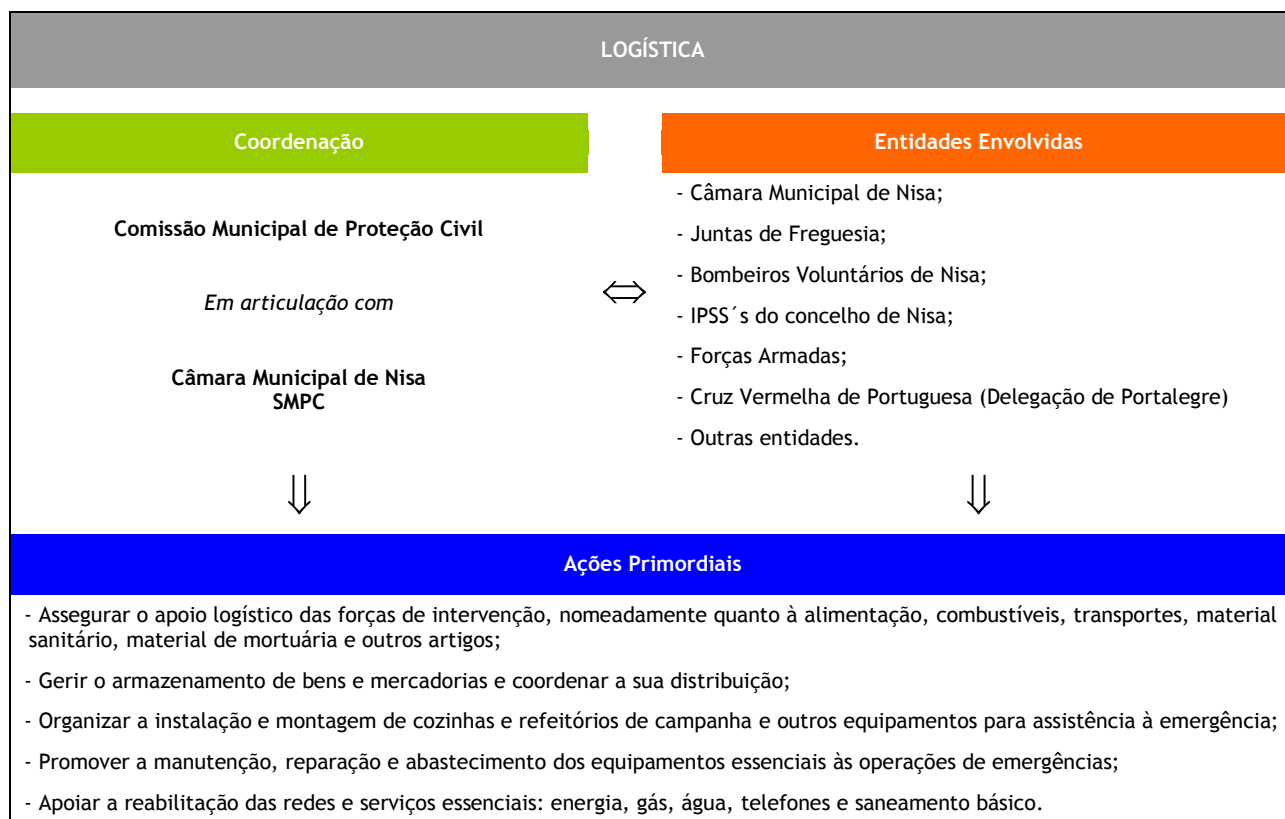 LOGÍSTICA
Coordenação
Comissão Municipal de Proteção Civil
Em articulação com
Câmara Municipal de Nisa
SMPC
Entidades Envolvidas
- Câmara Municipal de Nisa;
- Juntas de Freguesia;
- Bombeiros Voluntários de Nisa;
- IPSS´s do concelho de Nisa;
- Forças Armadas;
- Cruz Vermelha de Portuguesa (Delegação de Portalegre)
- Outras entidades.
Ações Primordiais
- Assegurar o apoio logístico das forças de intervenção, nomeadamente quanto à alimentação, combustíveis, transportes, material
sanitário, material de mortuária e outros artigos;
- Gerir o armazenamento de bens e mercadorias e coordenar a sua distribuição;
- Organizar a instalação e montagem de cozinhas e refeitórios de campanha e outros equipamentos para assistência à emergência;
- Promover a manutenção, reparação e abastecimento dos equipamentos essenciais às operações de emergências;
- Apoiar a reabilitação das redes e serviços essenciais: energia, gás, água, telefones e saneamento básico.